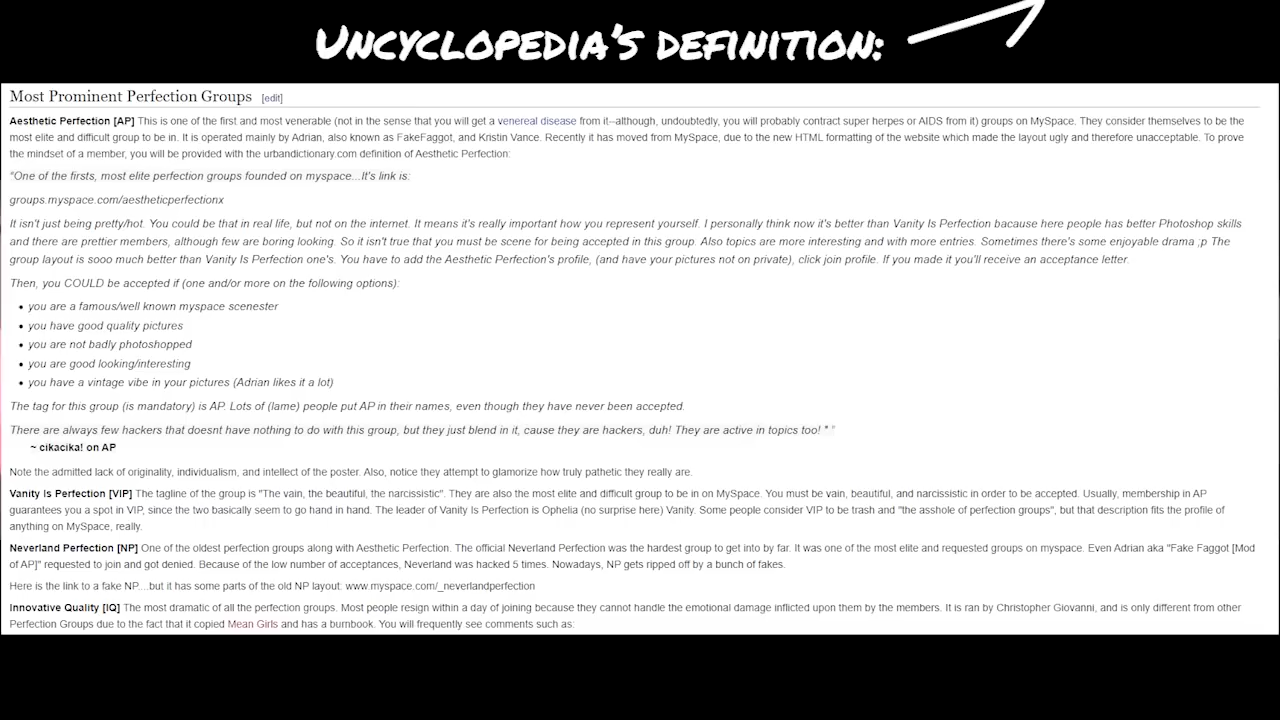 UNCYCLOPEDIA'S DEFINITION:
Most Prominent Perfection Groups [edit]
Aesthetic Perfection [AP] This is one of the first and most venerable (not in the sense that you will get a venereal disease from it--although, undoubtedly, you will probably contract super herpes or AIDS from it) groups on MySpace. They consider themselves to be the
most elite and difficult group to be in. It is operated mainly by Adrian, also known as FakeFaggot, and Kristin Vance. Recently it has moved from MySpace, due to the new HTML formatting of the website which made the layout ugly and therefore unacceptable. To prove
the mindset of a member, you will be provided with the urbandictionary.com definition of Aesthetic Perfection:
"One of the firsts, most elite perfection groups founded on myspace...It's link is:
groups.myspace.com/aestheticperfectionx
It isn't just being pretty/hot. You could be that in real life, but not on the internet. It means it's really important how you represent yourself. I personally think now it's better than Vanity Is Perfection bacause here people has better Photoshop skills
and there are prettier members, although few are boring looking. So it isn't true that you must be scene for being accepted in this group. Also topics are more interesting and with more entries. Sometimes there's some enjoyable drama ;p The
group layout is sooo much better than Vanity Is Perfection one's. You have to add the Aesthetic Perfection's profile, (and have your pictures not on private), click join profile. If you made it you'll receive an acceptance letter.
Then, you COULD be accepted if (one and/or more on the following options):
• you are a famous/well known myspace scenester
• you have good quality pictures
• you are not badly photoshopped
• you are good looking/interesting
• you have a vintage vibe in your pictures (Adrian likes it a lot)
The tag for this group (is mandatory) is AP. Lots of (lame) people put AP in their names, even though they have never been accepted.
There are always few hackers that doesnt have nothing to do with this group, but they just blend in it, cause they are hackers, duh! They are active in topics too! " "
~ cikacika! on AP
Note the admitted lack of originality, individualism, and intellect of the poster. Also, notice they attempt to glamorize how truly pathetic they really are.
Vanity Is Perfection [VIP] The tagline of the group is "The vain, the beautiful, the narcissistic". They are also the most elite and difficult group to be in on MySpace. You must be vain, beautiful, and narcissistic in order to be accepted. Usually, membership in AP
guarantees you a spot in VIP, since the two basically seem to go hand in hand. The leader of Vanity Is Perfection is Ophelia (no surprise here) Vanity. Some people consider VIP to be trash and "the asshole of perfection groups", but that description fits the profile of
anything on MySpace, really.
Neverland Perfection [NP] One of the oldest perfection groups along with Aesthetic Perfection. The official Neverland Perfection was the hardest group to get into by far. It was one of the most elite and requested groups on myspace. Even Adrian aka "Fake Faggot [Mod
of AP]" requested to join and got denied. Because of the low number of acceptances, Neverland was hacked 5 times. Nowadays, NP gets ripped off by a bunch of fakes.
Here is the link to a fake NP....but it has some parts of the old NP layout: www.myspace.com/_neverlandperfection
Innovative Quality [IQ] The most dramatic of all the perfection groups. Most people resign within a day of joining because they cannot handle the emotional damage inflicted upon them by the members. It is ran by Christopher Giovanni, and is only different from other
Perfection Groups due to the fact that it copied Mean Girls and has a burnbook. You will frequently see comments such as: